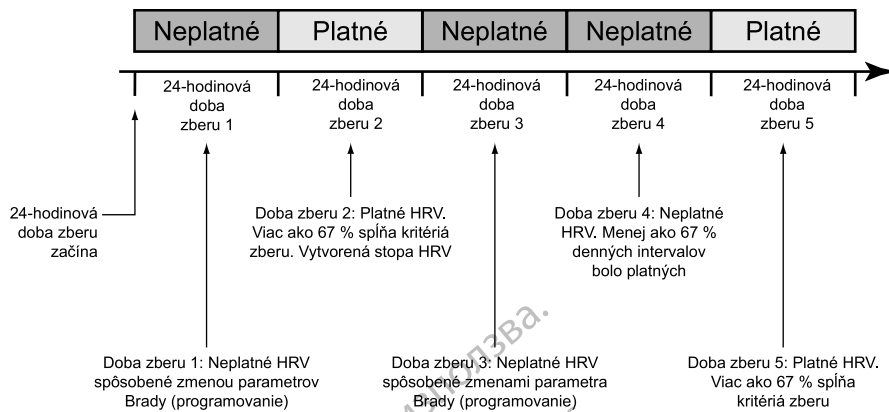 Neplatné Platné Neplatné Neplatné Platné
24-hodinová
doba
zberu 1
24-hodinová
doba
zberu 2
24-hodinová
doba
zberu 3
24-hodinová
doba
zberu 4
24-hodinová
doba
zberu 5
24-hodinová
doba zberu
začína
Doba zberu 2: Platné HRV.
Viac ako 67 % spĺňa kritériá
zberu. Vytvorená stopa HRV
Doba zberu 4: Neplatné
HRV. Menej ako 67 %
denných intervalov
bolo platných
Doba zberu 1: Neplatné HRV
spôsobené zmenou parametrov
Brady (programovanie)
Doba zberu 3: Neplatné HRV
spôsobené zmenami parametra
Brady (programovanie)
Doba zberu 5: Platné HRV.
Viac ako 67 % spĺňa
kritériá zberu